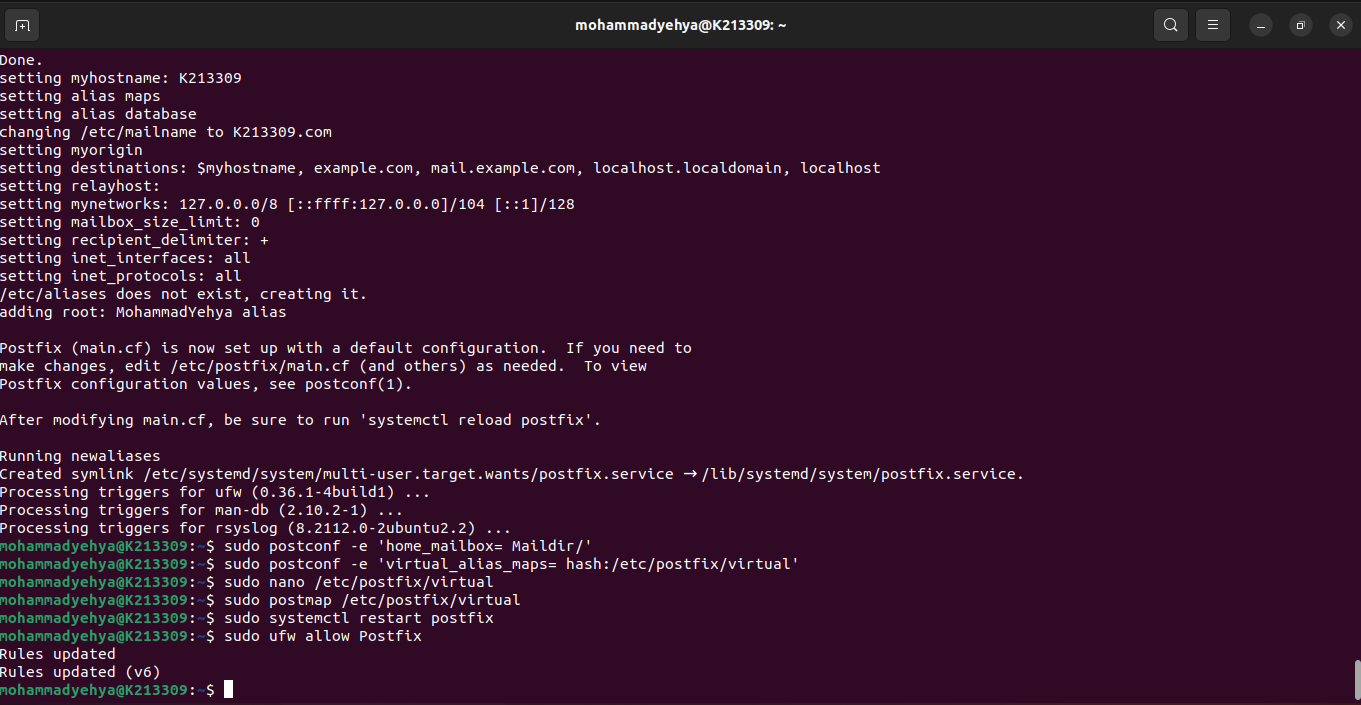 mohammadyehya@K213309: ~
Done.
setting myhostname: K213309
setting alias maps
setting alias database
changing /etc/mailname to K213309.com
setting myorigin
setting destinations: $myhostname, example.com, mail.example.com, localhost.localdomain, localhost
setting relayhost:
setting mynetworks: 127.0.0.0/8 [::ffff:127.0.0.0]/104 [::1]/128
setting mailbox_size_limit: 0
setting recipient_delimiter: +
setting inet_interfaces: all
setting inet_protocols: all
/etc/aliases does not exist, creating it.
adding root: MohammadYehya alias

Postfix (main.cf) is now set up with a default configuration.  If you need to
make changes, edit /etc/postfix/main.cf (and others) as needed.  To view
Postfix configuration values, see postconf(1).

After modifying main.cf, be sure to run 'systemctl reload postfix'.

Running newaliases
Created symlink /etc/systemd/system/multi-user.target.wants/postfix.service → /lib/systemd/system/postfix.service.
Processing triggers for ufw (0.36.1-4build1) ...
Processing triggers for man-db (2.10.2-1) ...
Processing triggers for rsyslog (8.2112.0-2ubuntu2.2) ...
mohammadyehya@K213309:~$ sudo postconf -e 'home_mailbox= Maildir/'
mohammadyehya@K213309:~$ sudo postconf -e 'virtual_alias_maps= hash:/etc/postfix/virtual'
mohammadyehya@K213309:~$ sudo nano /etc/postfix/virtual
mohammadyehya@K213309:~$ sudo postmap /etc/postfix/virtual
mohammadyehya@K213309:~$ sudo systemctl restart postfix
mohammadyehya@K213309:~$ sudo ufw allow Postfix
Rules updated
Rules updated (v6)
mohammadyehya@K213309:~$